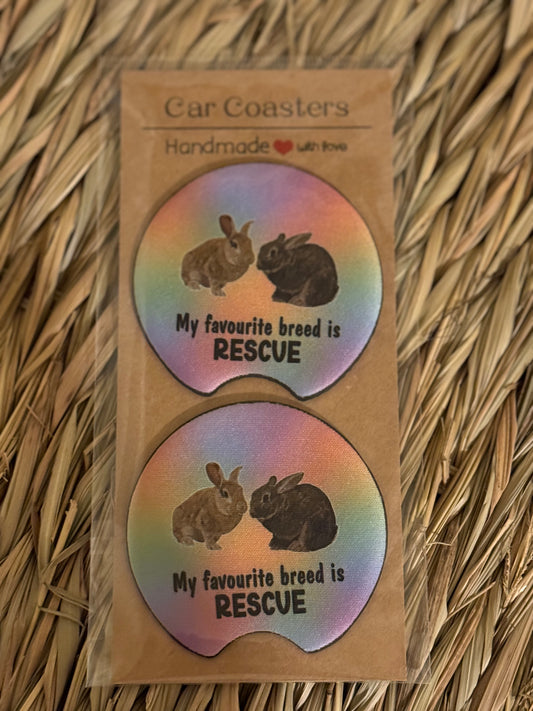 Car Coasters
Handmade ❤ with love
My favourite breed is
RESCUE
My favourite breed is
RESCUE